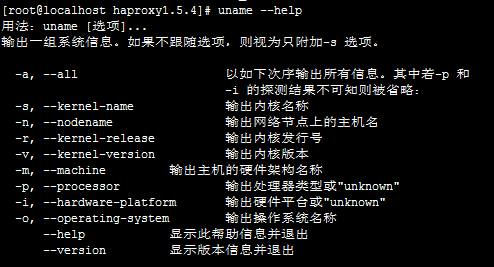 [root@localhost haproxy1.5.4]# uname --help
用法: uname [选项]...
输出一组系统信息。如果不跟随选项，则视为只附加-s 选项。
-a, --all 以如下次序输出所有信息。其中若-p 和
-i 的探测结果不可知则被省略:
-s, --kernel-name 输出内核名称
-n, --nodename 输出网络节点上的主机名
-r, --kernel-release 输出内核发行号
-v, --kernel-version 输出内核版本
-m, --machine 输出主机的硬件架构名称
-p, --processor 输出处理器类型或"unknown"
-i, --hardware-platform 输出硬件平台或"unknown"
-o, --operating-system 输出操作系统名称
--help 显示此帮助信息并退出
--version 显示版本信息并退出